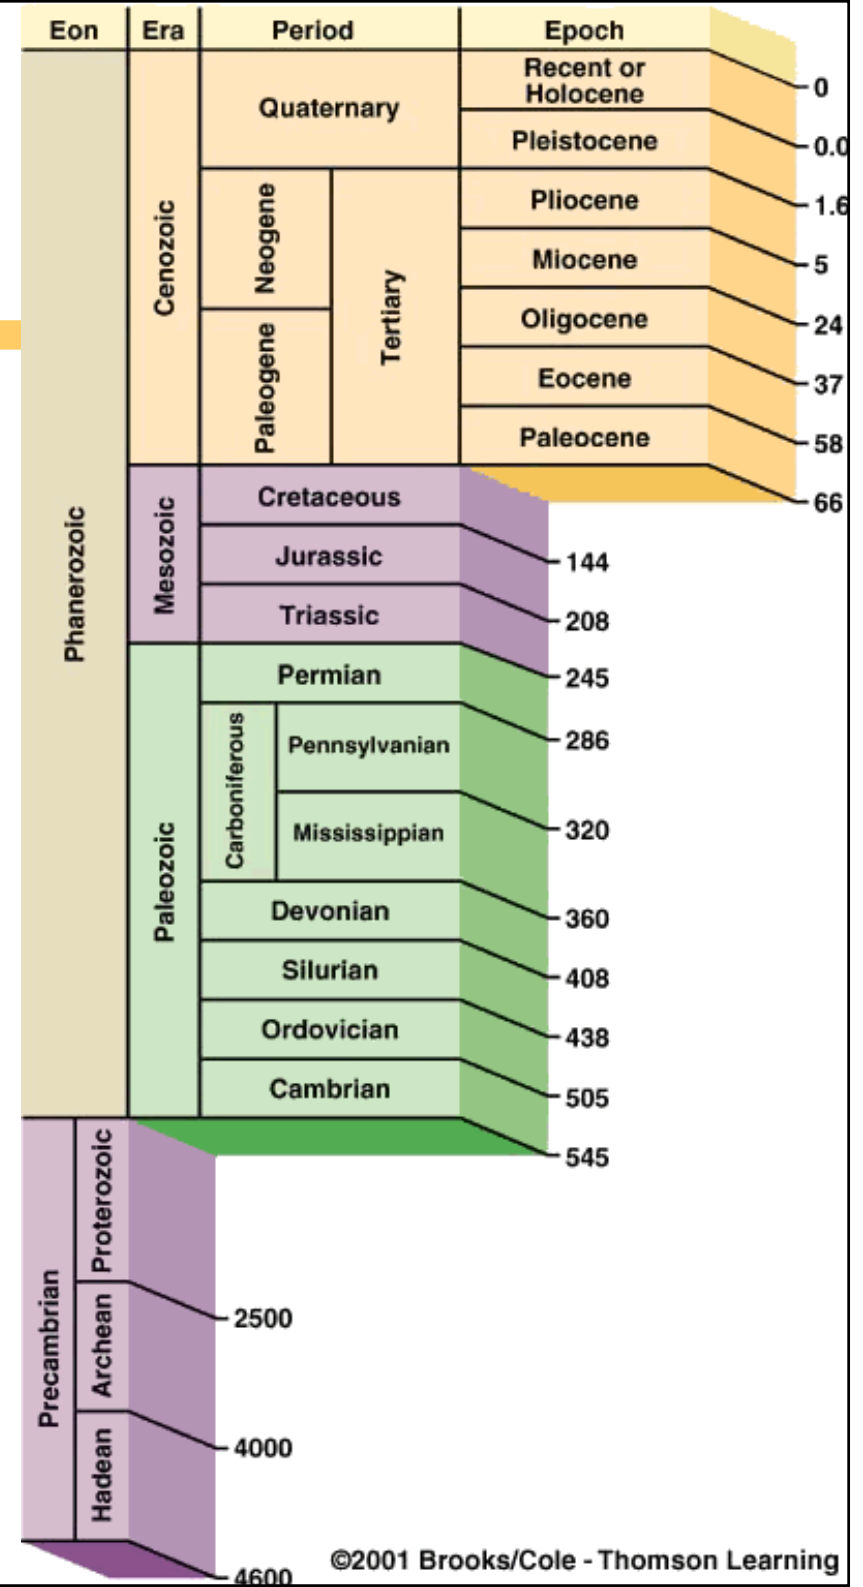 Eon Era Period Epoch
Recent or
Holocene
0
Quaternary
Pleistocene
0.0
Pliocene
1.6
Neogene
Cenozoic
Miocene
5
Tertiary
Oligocene
24
Paleogene
Eocene
37
Paleocene
58
66
Phanerozoic
Mesozoic
Cretaceous
144
Jurassic
208
Triassic
245
Paleozoic
Permian
286
Carboniferous
Pennsylvanian
320
Mississippian
360
Devonian
408
Silurian
438
Ordovician
505
Cambrian
545
Precambrian
Proterozoic
2500
Archean
4000
Hadean
4600
©2001 Brooks/Cole - Thomson Learning